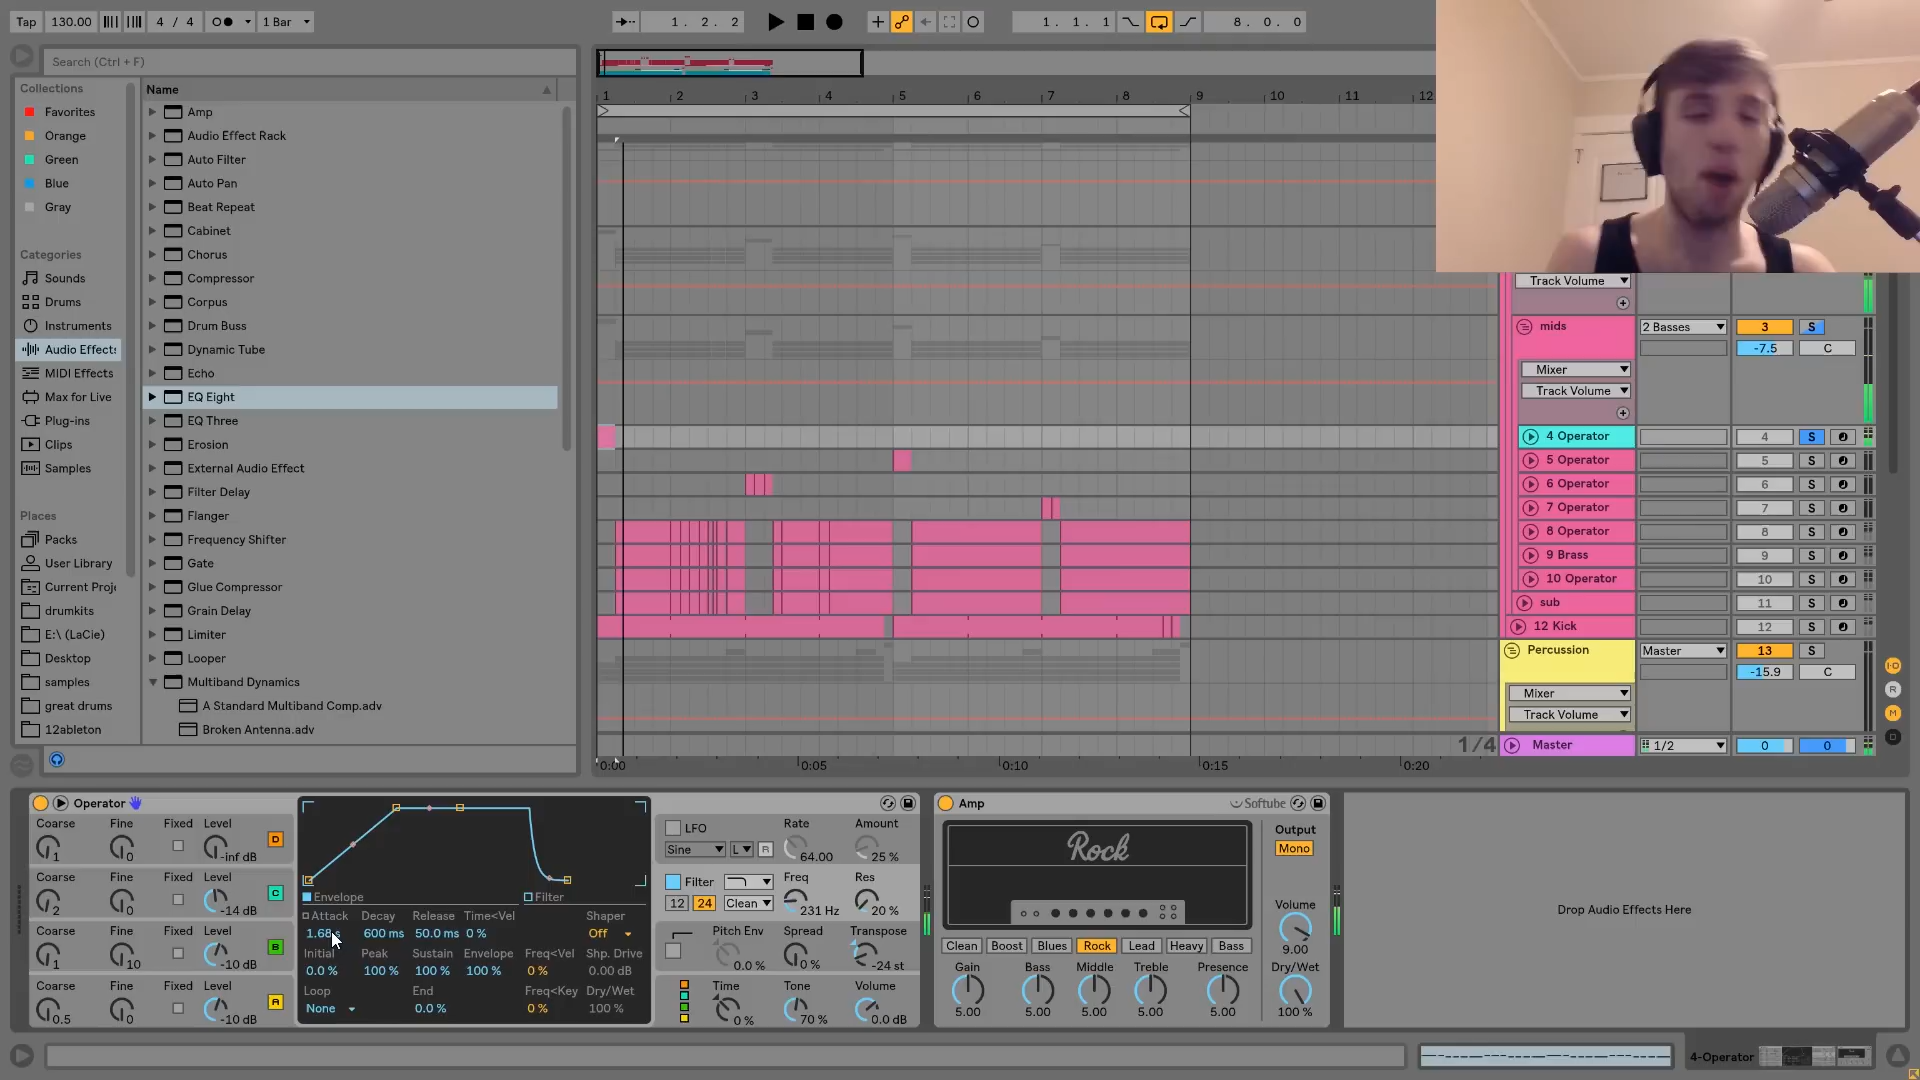 Tap 130.00 4 / 4 1 Bar 1. 2. 2 1. 1. 1 8. 0. 0
Search (Ctrl + F)
Collections
Favorites
Orange
Green
Blue
Gray
Categories
Sounds
Drums
Instruments
Audio Effects
MIDI Effects
Max for Live
Plug-ins
Clips
Samples
Places
Packs
User Library
Current Proj
drumkits
E:\ (LaCie)
Desktop
samples
great drums
12ableton
Name
Amp
Audio Effect Rack
Auto Filter
Auto Pan
Beat Repeat
Cabinet
Chorus
Compressor
Corpus
Drum Buss
Dynamic Tube
Echo
EQ Eight
EQ Three
Erosion
External Audio Effect
Filter Delay
Flanger
Frequency Shifter
Gate
Glue Compressor
Grain Delay
Limiter
Looper
Multiband Dynamics
A Standard Multiband Comp.adv
Broken Antenna.adv
1 2 3 4 5 6 7 8 9 10 11 12
1/4
0:00 0:05 0:10 0:15 0:20
Track Volume
mids 2 Basses 3 S
-7.5 C
Mixer
Track Volume
4 Operator 4 S
5 Operator 5 S
6 Operator 6 S
7 Operator 7 S
8 Operator 8 S
9 Brass 9 S
10 Operator 10 S
sub 11 S
12 Kick 12 S
Percussion Master 13 S
-15.9 C
Mixer
Track Volume
Master 1/2 0 0
I·O
R
M
D
Operator
Coarse Fine Fixed Level
1 0 -inf dB D
Coarse Fine Fixed Level
2 0 -14 dB C
Coarse Fine Fixed Level
1 10 -10 dB B
Coarse Fine Fixed Level
0.5 0 -10 dB A
Envelope Filter
Attack Decay Release Time<Vel Shaper
1.68 s 600 ms 50.0 ms 0 % Off
Initial Peak Sustain Envelope Freq<Vel Shp. Drive
0.0 % 100 % 100 % 100 % 0 % 0.00 dB
Loop End Freq<Key Dry/Wet
None 0.0 % 0 % 100 %
LFO Rate Amount
Sine L R 64.00 25 %
Filter Freq Res
12 24 Clean 231 Hz 20 %
Pitch Env Spread Transpose
0.0 % 0 % -24 st
Time Tone Volume
0 % 70 % 0.0 dB
Amp Softube
Rock
Clean Boost Blues Rock Lead Heavy Bass
Gain Bass Middle Treble Presence
5.00 5.00 5.00 5.00 5.00
Output
Mono
Volume
9.00
Dry/Wet
100 %
Drop Audio Effects Here
4-Operator